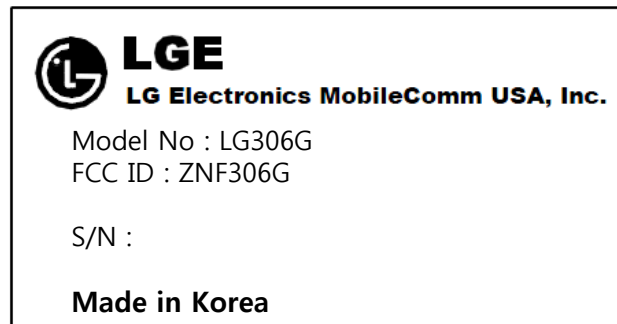 LGE
LG Electronics MobileComm USA, Inc.
Model No : LG306G
FCC ID : ZNF306G
S/N :
Made in Korea